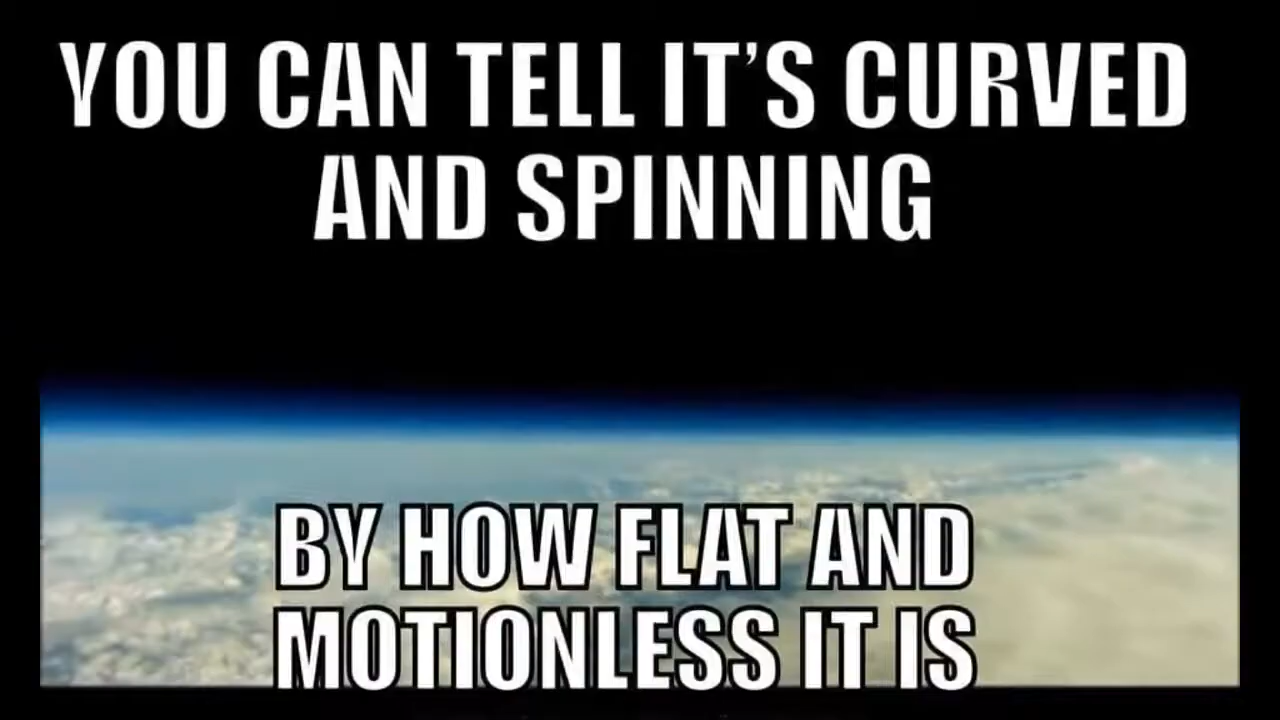 YOU CAN TELL IT'S CURVED
AND SPINNING
BY HOW FLAT AND
MOTIONLESS IT IS